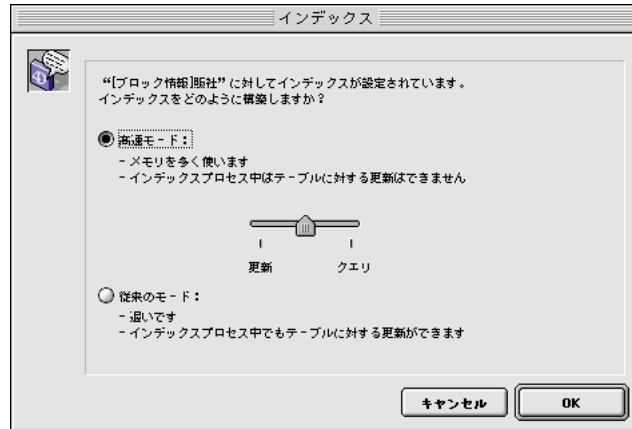 インデックス
“[ブロック情報]販社” に対してインデックスが設定されています。
インデックスをどのように構築しますか？
高速モード：
- メモリを多く使います
- インデックスプロセス中はテーブルに対する更新はできません
更新 クエリ
従来のモード：
- 遅いです
- インデックスプロセス中でもテーブルに対する更新ができます
キャンセル OK